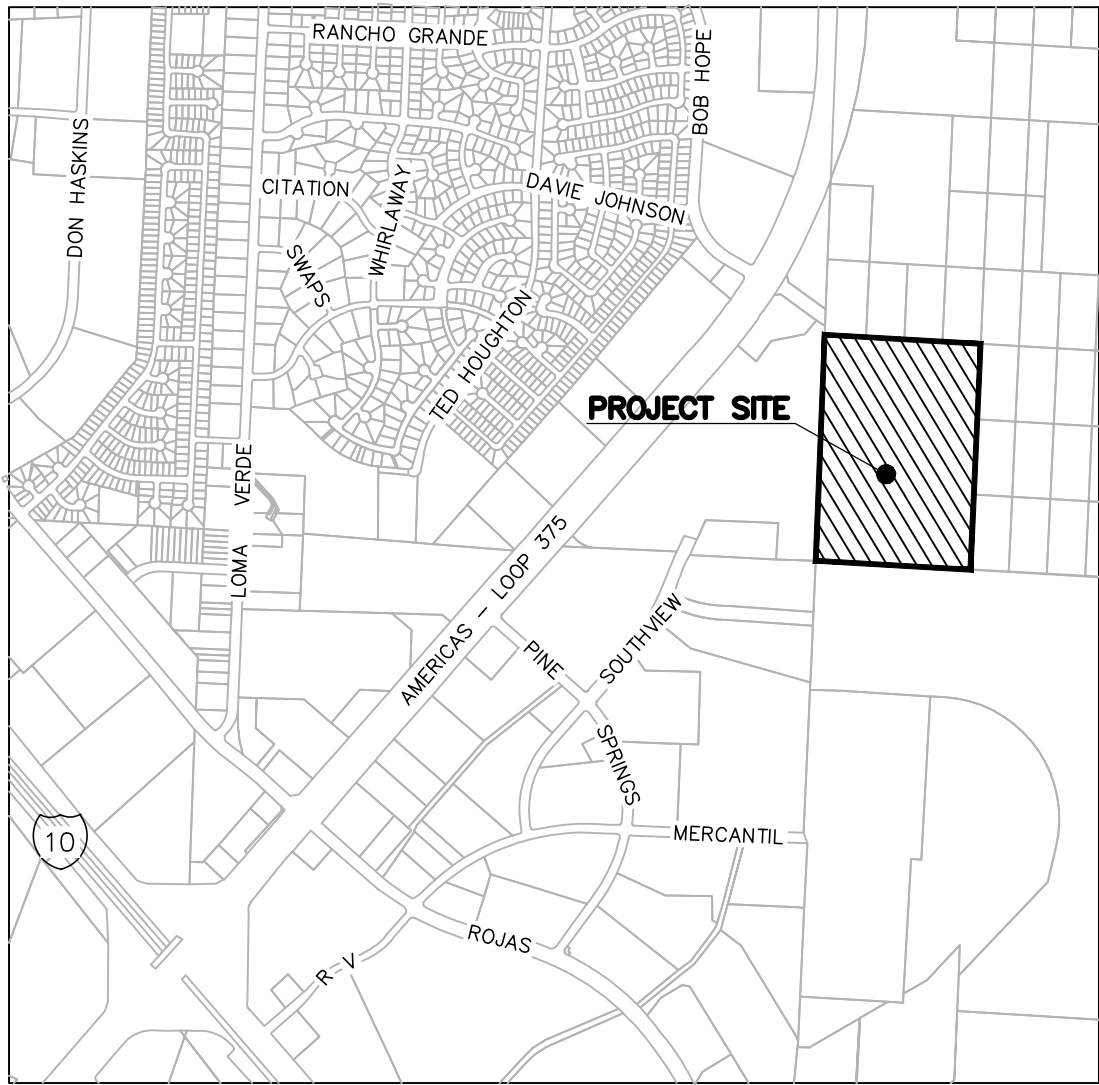 RANCHO GRANDE
BOB HOPE
DON HASKINS
CITATION
WHIRLAWAY
DAVIE JOHNSON
SWAPS
TED HOUGHTON
PROJECT SITE
LOMA VERDE
AMERICAS - LOOP 375
PINE SPRINGS
SOUTHVIEW
MERCANTIL
10
ROJAS
R V